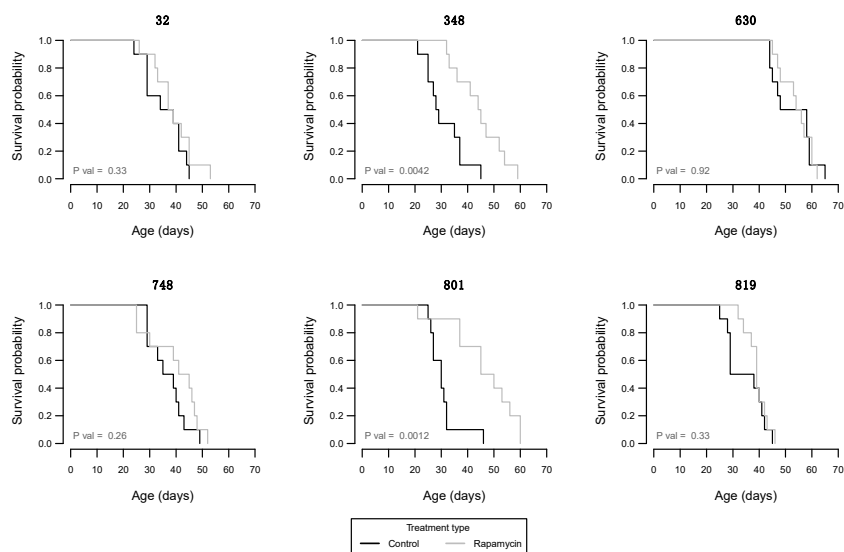 32
348
630
Survival probability
1.0
0.8
0.6
0.4
0.2
0.0
P val = 0.33
0 10 20 30 40 50 60 70
Age (days)
Survival probability
1.0
0.8
0.6
0.4
0.2
0.0
P val = 0.0042
0 10 20 30 40 50 60 70
Age (days)
Survival probability
1.0
0.8
0.6
0.4
0.2
0.0
P val = 0.92
0 10 20 30 40 50 60 70
Age (days)
748
801
819
Survival probability
1.0
0.8
0.6
0.4
0.2
0.0
P val = 0.26
0 10 20 30 40 50 60 70
Age (days)
Survival probability
1.0
0.8
0.6
0.4
0.2
0.0
P val = 0.0012
0 10 20 30 40 50 60 70
Age (days)
Survival probability
1.0
0.8
0.6
0.4
0.2
0.0
P val = 0.33
0 10 20 30 40 50 60 70
Age (days)
Treatment type
Control Rapamycin